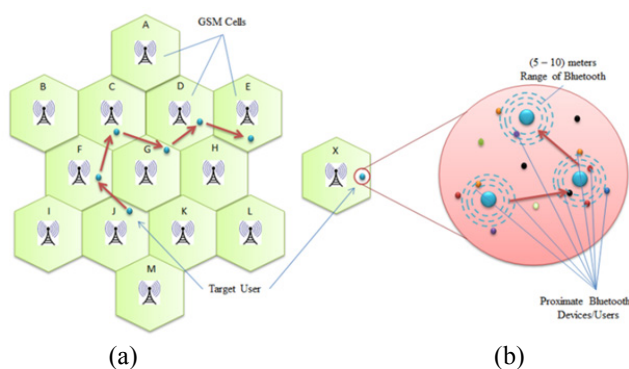 GSM Cells
A
B
C
D
E
F
G
H
I
J
K
L
M
Target User
X
(5 – 10) meters
Range of Bluetooth
Proximate Bluetooth
Devices/Users
(a)
(b)